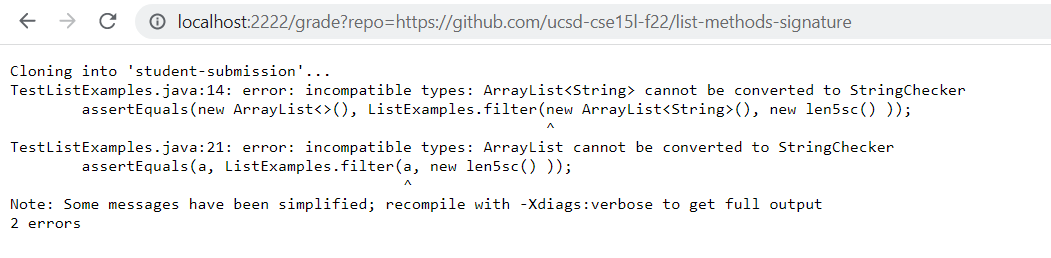 localhost:2222/grade?repo=https://github.com/ucsd-cse15l-f22/list-methods-signature
Cloning into 'student-submission'...
TestListExamples.java:14: error: incompatible types: ArrayList<String> cannot be converted to StringChecker
        assertEquals(new ArrayList<>(), ListExamples.filter(new ArrayList<String>(), new len5sc() ));
                                                            ^
TestListExamples.java:21: error: incompatible types: ArrayList cannot be converted to StringChecker
        assertEquals(a, ListExamples.filter(a, new len5sc() ));
                                            ^
Note: Some messages have been simplified; recompile with -Xdiags:verbose to get full output
2 errors